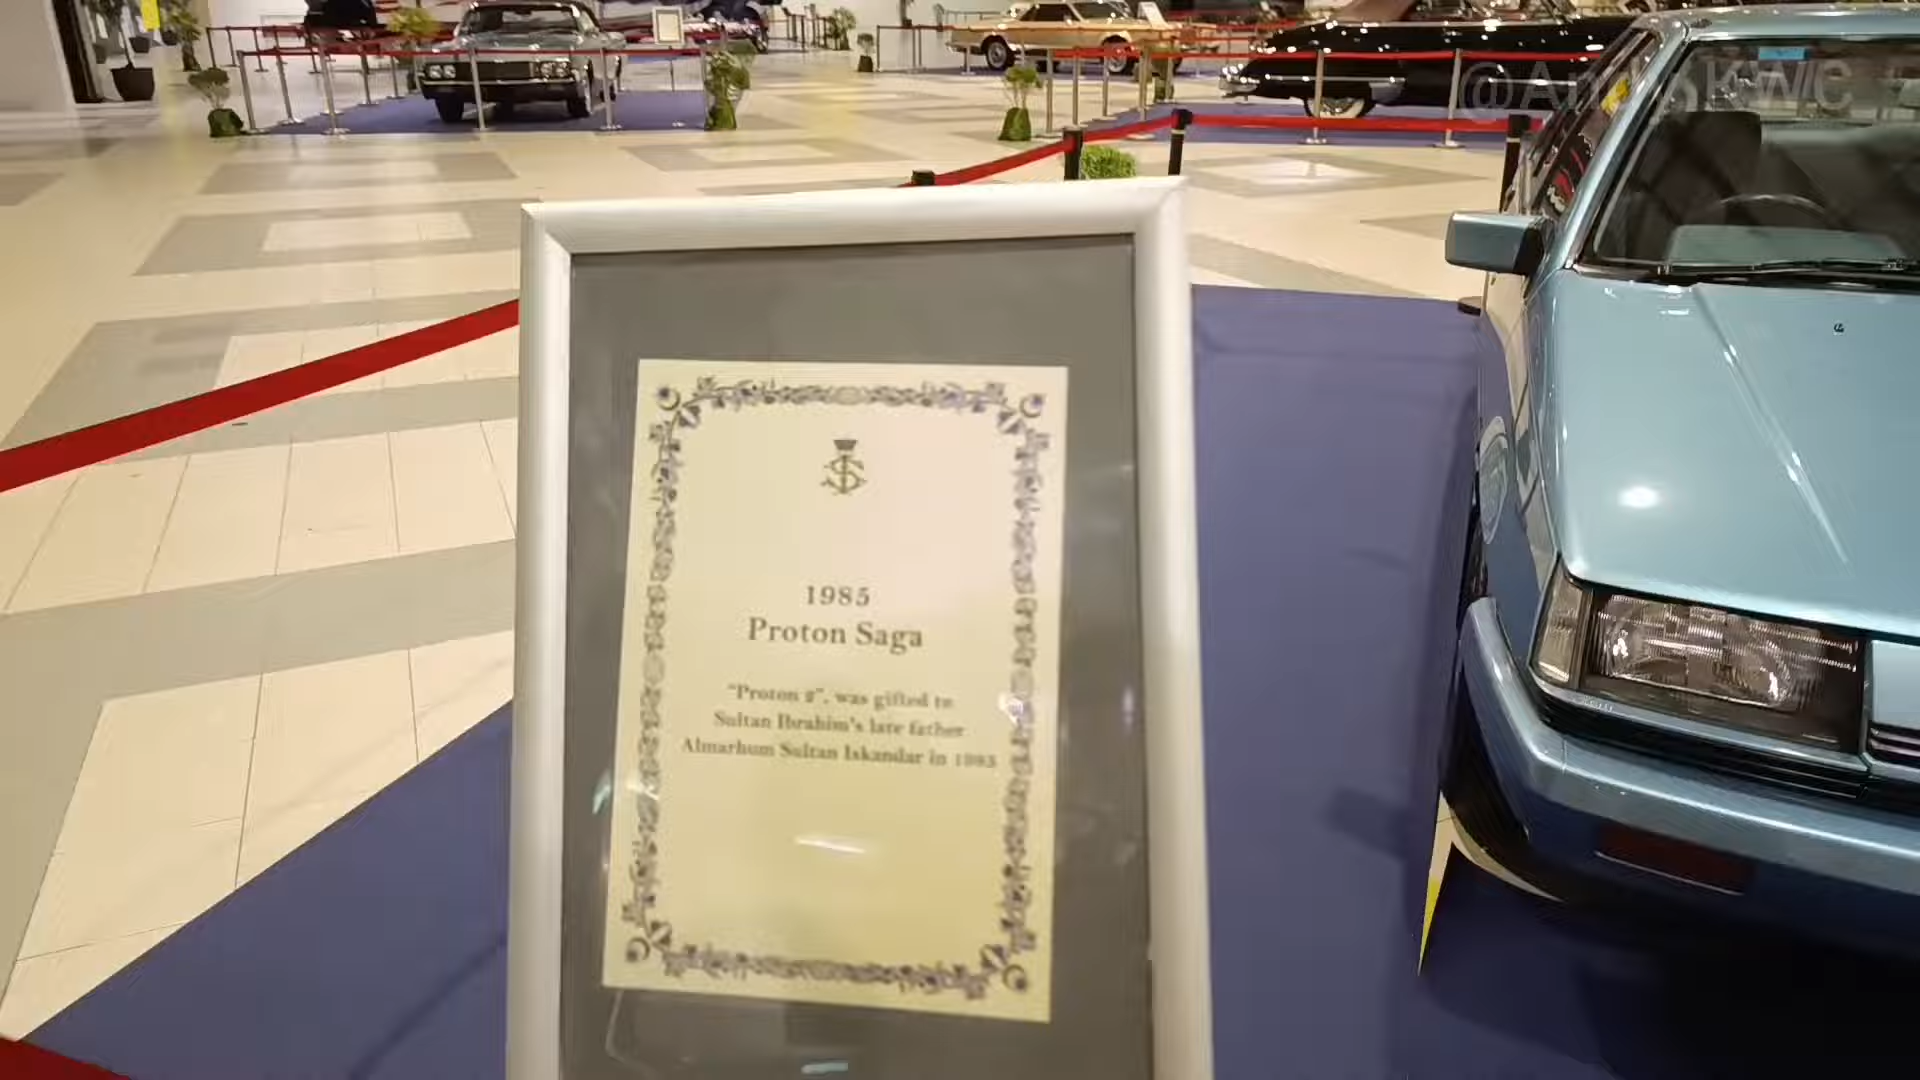 1985
Proton Saga
"Proton 2", was gifted to
Sultan Ibrahim's late father
Almarhum Sultan Iskandar in 1985